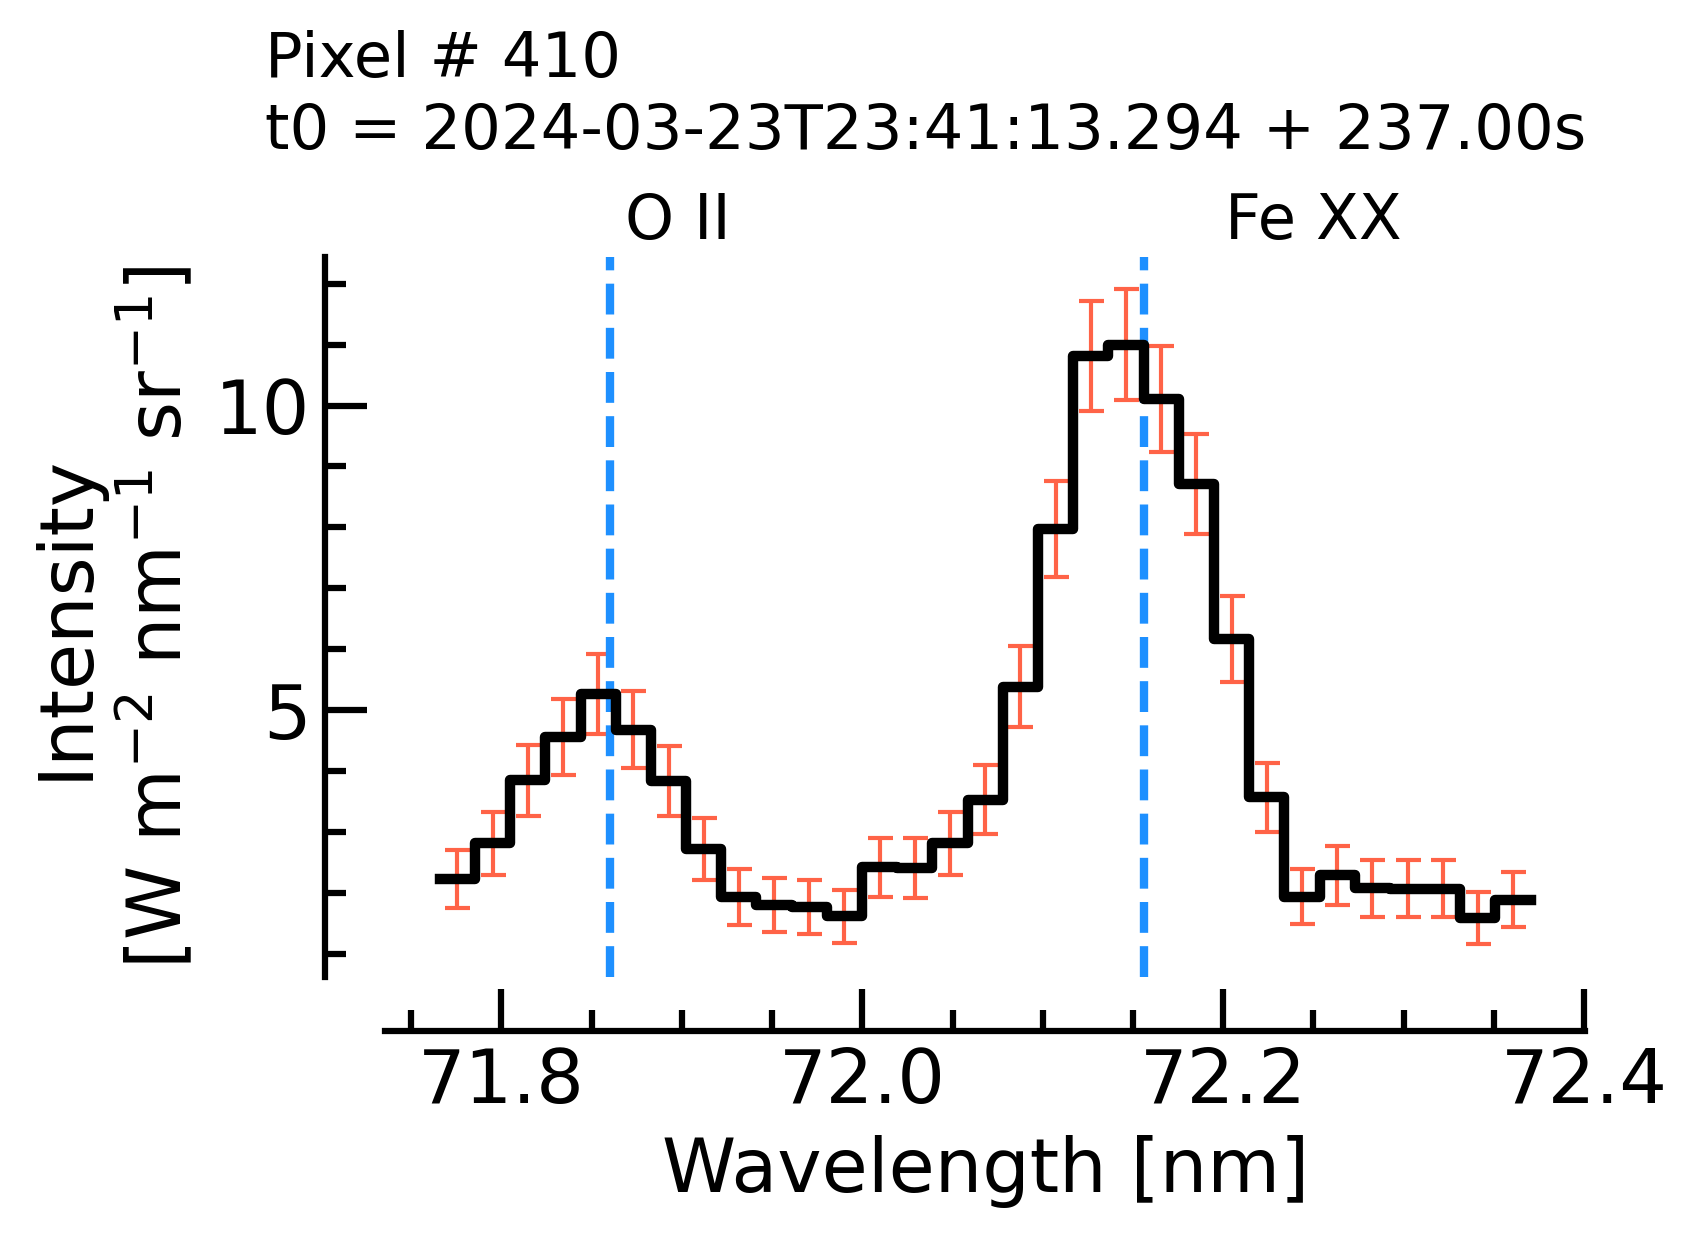 Pixel # 410
t0 = 2024-03-23T23:41:13.294 + 237.00s
O II
Fe XX
Intensity
[W m⁻² nm⁻¹ sr⁻¹]
10
5
71.8
72.0
72.2
72.4
Wavelength [nm]